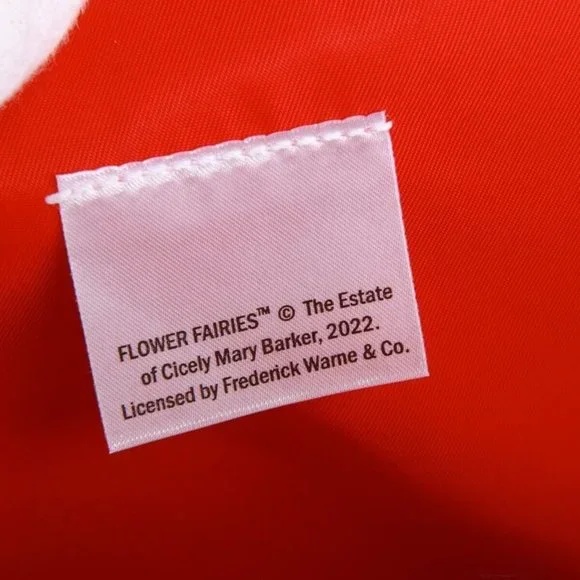 FLOWER FAIRIES™ © The Estate
of Cicely Mary Barker, 2022.
Licensed by Frederick Warne & Co.